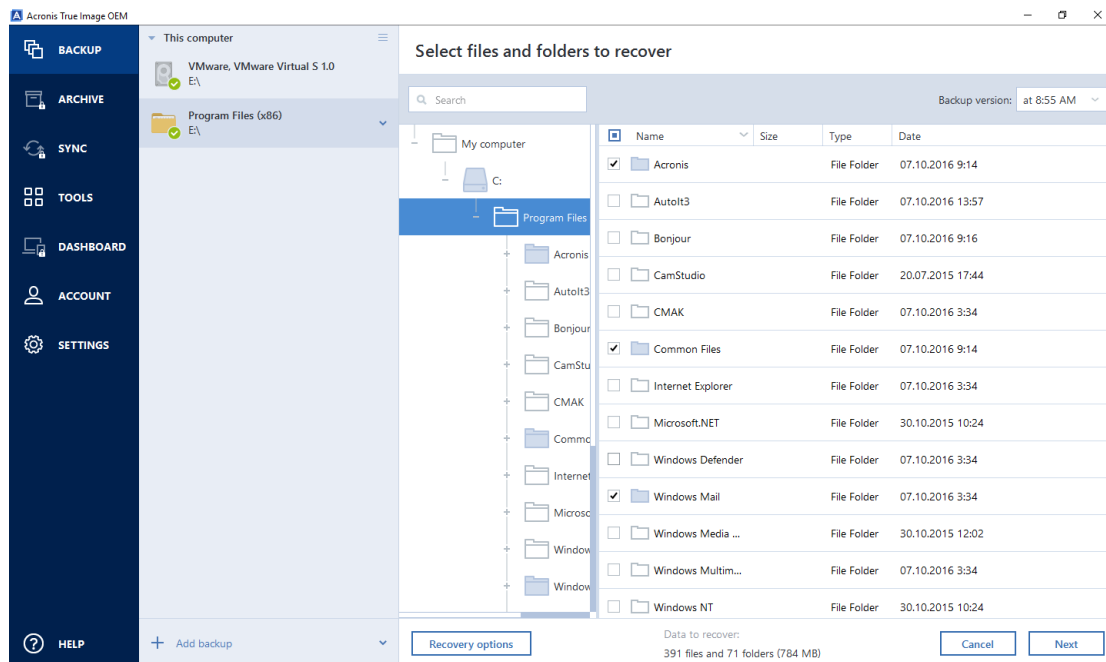 Acronis True Image OEM
BACKUP
ARCHIVE
SYNC
TOOLS
DASHBOARD
ACCOUNT
SETTINGS
HELP
This computer
VMware, VMware Virtual S 1.0
E:\
Program Files (x86)
E:\
Add backup
Select files and folders to recover
Search
Backup version: at 8:55 AM
My computer
C:
Program Files
Acronis
AutoIt3
Bonjour
CamStu
CMAK
Commo
Internet
Microso
Window
Window
Name Size Type Date
Acronis File Folder 07.10.2016 9:14
AutoIt3 File Folder 07.10.2016 13:57
Bonjour File Folder 07.10.2016 9:16
CamStudio File Folder 20.07.2015 17:44
CMAK File Folder 07.10.2016 3:34
Common Files File Folder 07.10.2016 9:14
Internet Explorer File Folder 07.10.2016 3:34
Microsoft.NET File Folder 30.10.2015 10:24
Windows Defender File Folder 07.10.2016 3:34
Windows Mail File Folder 07.10.2016 3:34
Windows Media ... File Folder 30.10.2015 12:02
Windows Multim... File Folder 07.10.2016 3:34
Windows NT File Folder 30.10.2015 10:24
Recovery options
Data to recover:
391 files and 71 folders (784 MB)
Cancel
Next